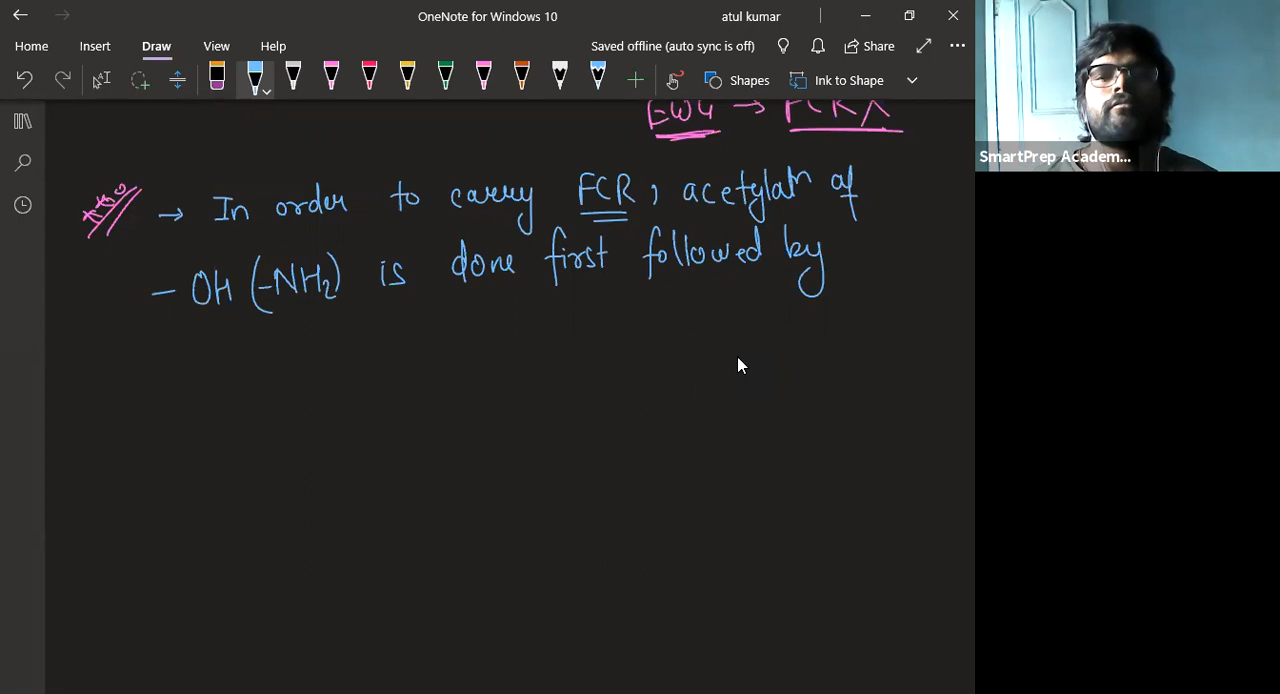 OneNote for Windows 10
atul kumar
Home Insert Draw View Help
Saved offline (auto sync is off)
Share
Shapes
Ink to Shape
SmartPrep Academ...
EWG → FCR X
*** → In order to carry FCR, acetylatn of
- OH (-NH2) is done first followed by